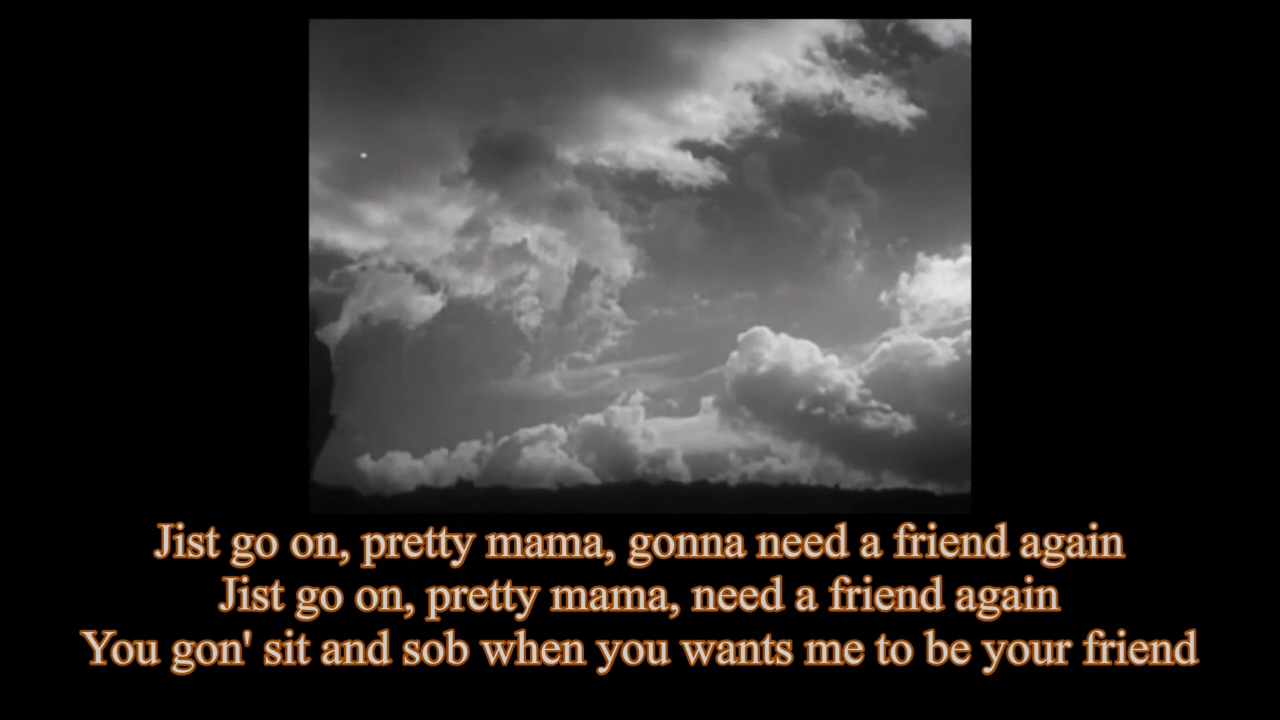 Jist go on, pretty mama, gonna need a friend again
Jist go on, pretty mama, need a friend again
You gon' sit and sob when you wants me to be your friend